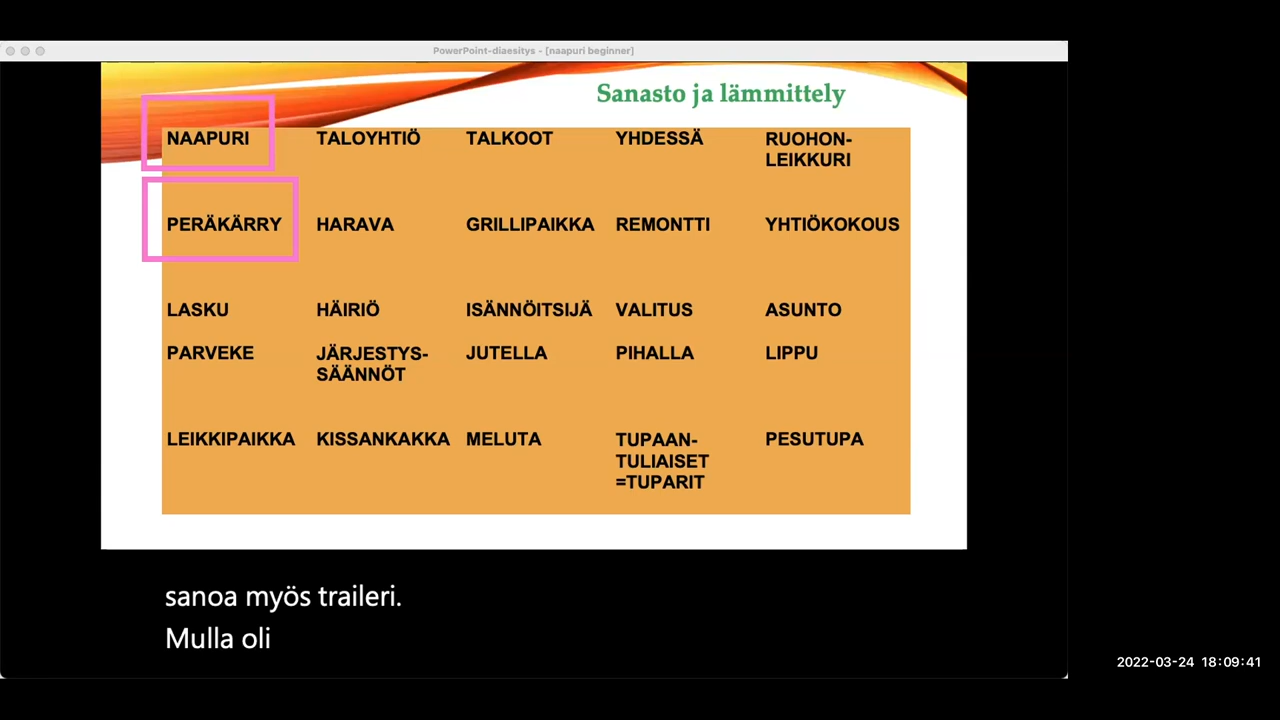 PowerPoint-diaesitys - [naapuri beginner]
Sanasto ja lämmittely
NAAPURI TALOYHTIÖ TALKOOT YHDESSÄ RUOHON-
LEIKKURI
PERÄKÄRRY HARAVA GRILLIPAIKKA REMONTTI YHTIÖKOKOUS
LASKU HÄIRIÖ ISÄNNÖITSIJÄ VALITUS ASUNTO
PARVEKE JÄRJESTYS- JUTELLA PIHALLA LIPPU
SÄÄNNÖT
LEIKKIPAIKKA KISSANKAKKA MELUTA TUPAAN- PESUTUPA
TULIAISET
=TUPARIT
sanoa myös traileri.
Mulla oli
2022-03-24 18:09:41